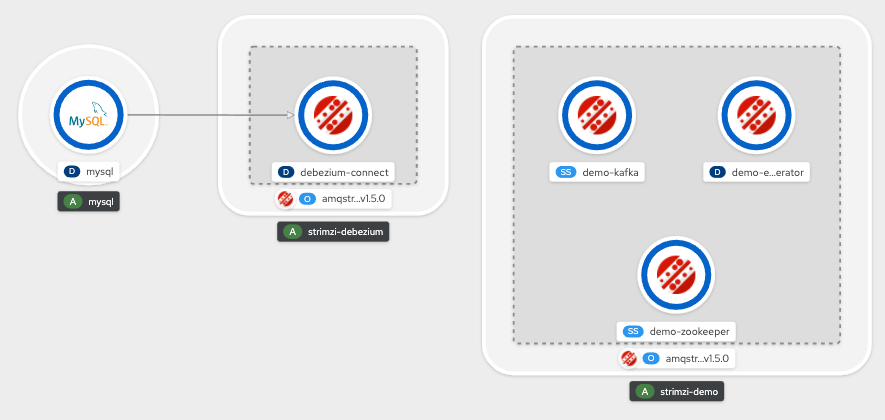 MySQL
D mysql
A mysql
D debezium-connect
O amqstr...v1.5.0
A strimzi-debezium
SS demo-kafka
D demo-e...erator
SS demo-zookeeper
O amqstr...v1.5.0
A strimzi-demo